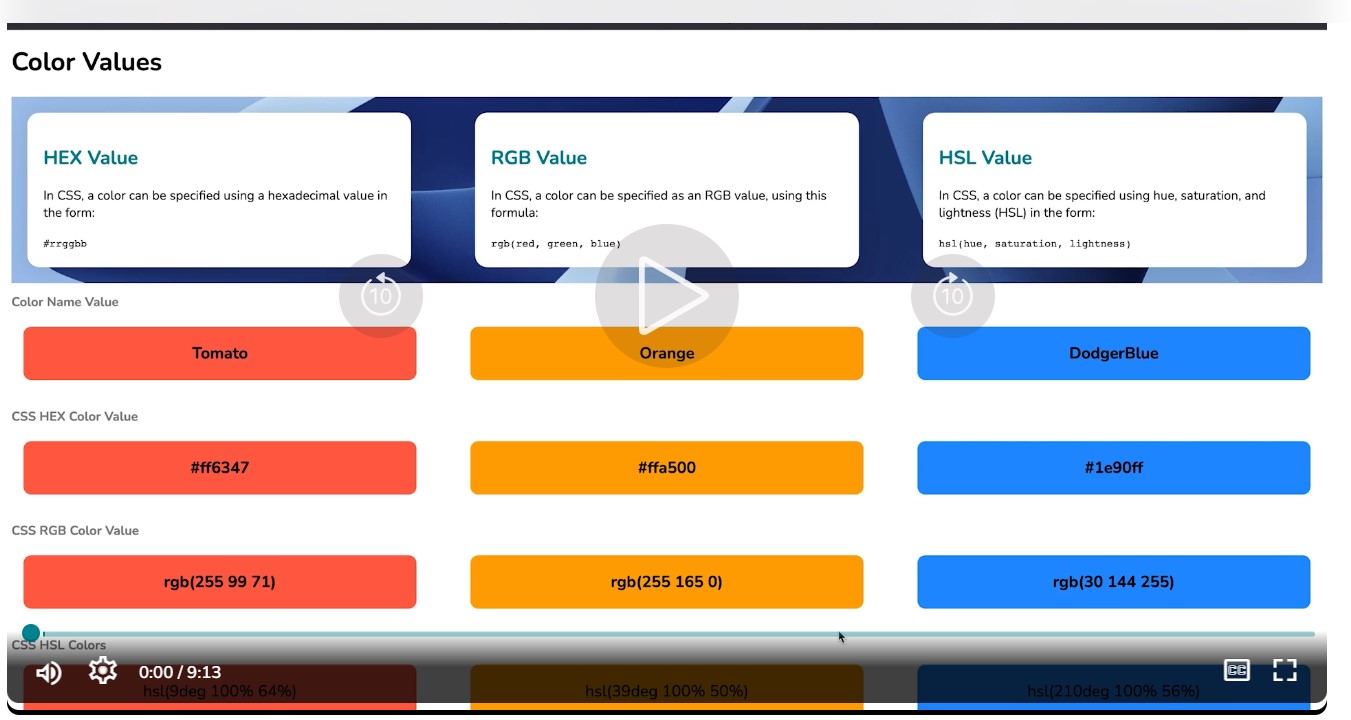 Color Values
HEX Value
In CSS, a color can be specified using a hexadecimal value in
the form:
#rrggbb
RGB Value
In CSS, a color can be specified as an RGB value, using this
formula:
rgb(red, green, blue)
HSL Value
In CSS, a color can be specified using hue, saturation, and
lightness (HSL) in the form:
hsl(hue, saturation, lightness)
10
10
Color Name Value
Tomato
Orange
DodgerBlue
CSS HEX Color Value
#ff6347
#ffa500
#1e90ff
CSS RGB Color Value
rgb(255 99 71)
rgb(255 165 0)
rgb(30 144 255)
CSS HSL Colors
hsl(9deg 100% 64%)
hsl(39deg 100% 50%)
hsl(210deg 100% 56%)
0:00 / 9:13
CC